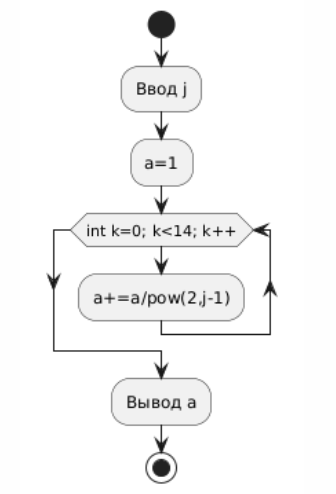 Ввод j
a=1
int k=0; k<14; k++
a+=a/pow(2,j-1)
Вывод a